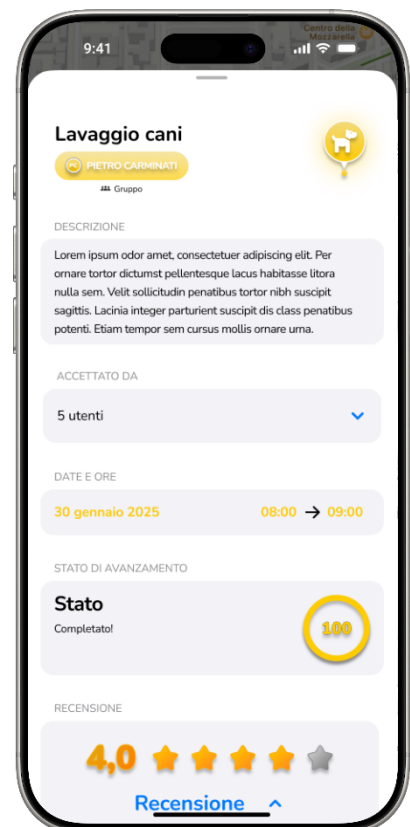 9:41
Centro della
Mozzarella
Lavaggio cani
PC PIETRO CARMINATI
Gruppo
DESCRIZIONE
Lorem ipsum odor amet, consectetuer adipiscing elit. Per
ornare tortor dictumst pellentesque lacus habitasse litora
nulla sem. Velit sollicitudin penatibus tortor nibh suscipit
sagittis. Lacinia integer parturient suscipit dis class penatibus
potenti. Etiam tempor sem cursus mollis ornare urna.
ACCETTATO DA
5 utenti
DATE E ORE
30 gennaio 2025 08:00 → 09:00
STATO DI AVANZAMENTO
Stato
Completato!
100
RECENSIONE
4,0
Recensione